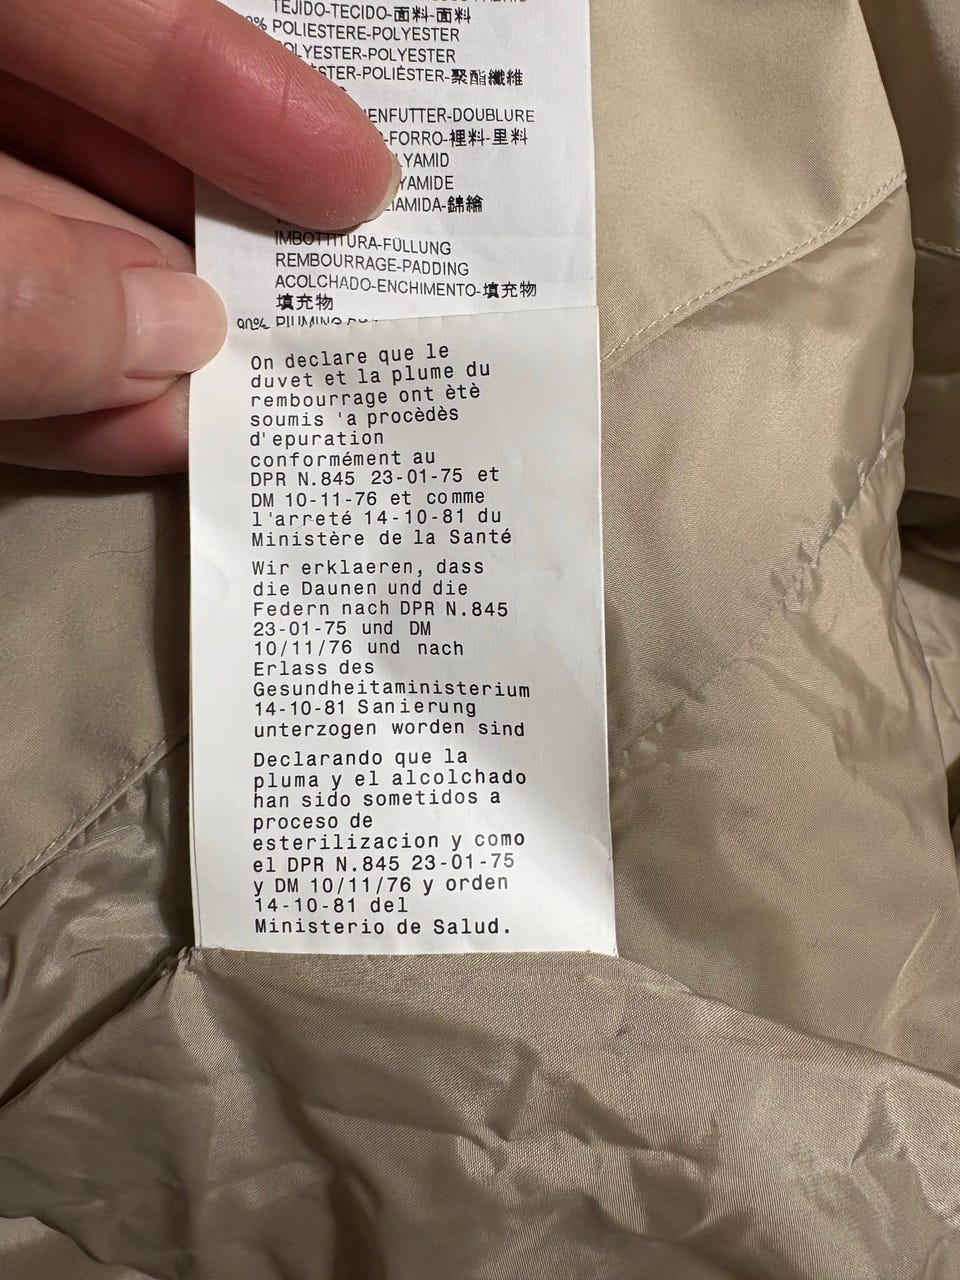 TEJIDO-TECIDO-面料-面料
POLIESTERE-POLYESTER
POLYESTER-POLYESTER
-POLIÉSTER-聚酯纖維
-DOUBLURE
-FORRO-裡料-里料
IMBOTTITURA-FÜLLUNG
REMBOURRAGE-PADDING
ACOLCHADO-ENCHIMENTO-填充物
填充物
90% PIUMINO
On declare que le
duvet et la plume du
rembourrage ont ètè
soumis 'a procèdès
d'epuration
conformément au
DPR N.845 23-01-75 et
DM 10-11-76 et comme
l'arreté 14-10-81 du
Ministère de la Santé
Wir erklaeren, dass
die Daunen und die
Federn nach DPR N.845
23-01-75 und DM
10/11/76 und nach
Erlass des
Gesundheitaministerium
14-10-81 Sanierung
unterzogen worden sind
Declarando que la
pluma y el alcolchado
han sido sometidos a
proceso de
esterilizacion y como
el DPR N.845 23-01-75
y DM 10/11/76 y orden
14-10-81 del
Ministerio de Salud.